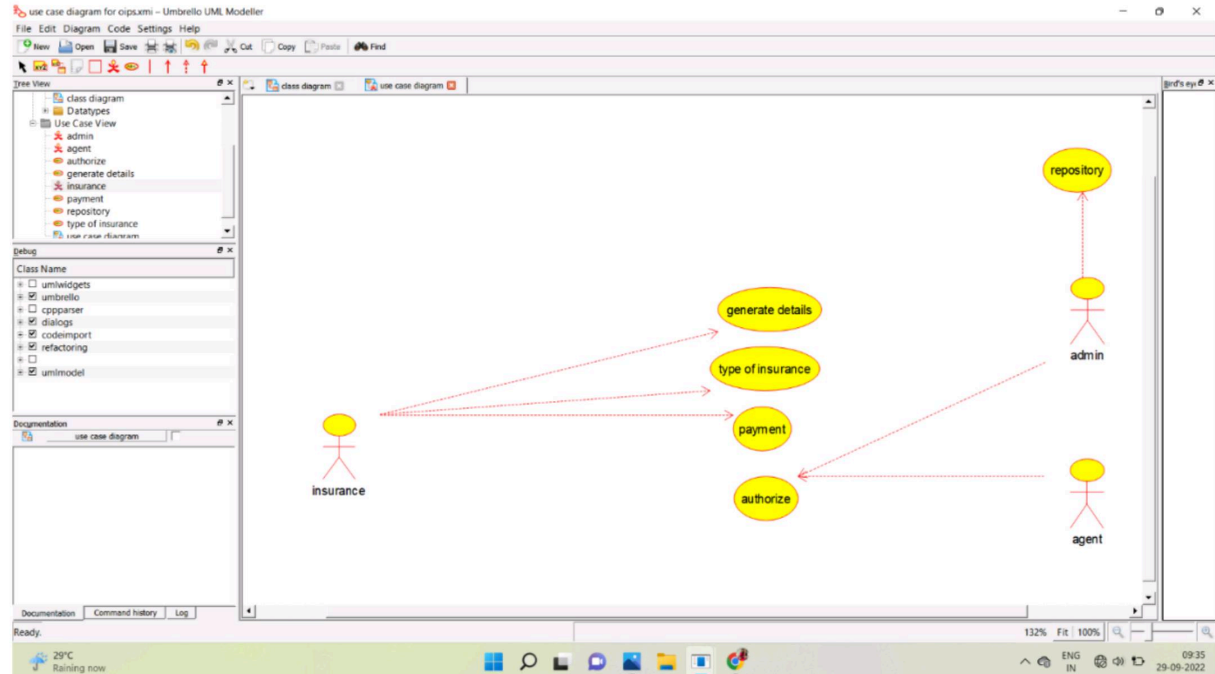 use case diagram for oips.xmi – Umbrello UML Modeller
File Edit Diagram Code Settings Help
New Open Save Cut Copy Paste Find
xyz
Tree View
class diagram
Datatypes
Use Case View
admin
agent
authorize
generate details
insurance
payment
repository
type of insurance
use case diagram
Debug
Class Name
umlwidgets
umbrello
cppparser
dialogs
codeimport
refactoring
umlmodel
Documentation
use case diagram
Documentation Command history Log
Ready.
class diagram use case diagram
Bird's eye
repository
generate details
type of insurance
payment
authorize
insurance
admin
agent
132% Fit 100%
29°C
Raining now
ENG
IN
09:35
29-09-2022